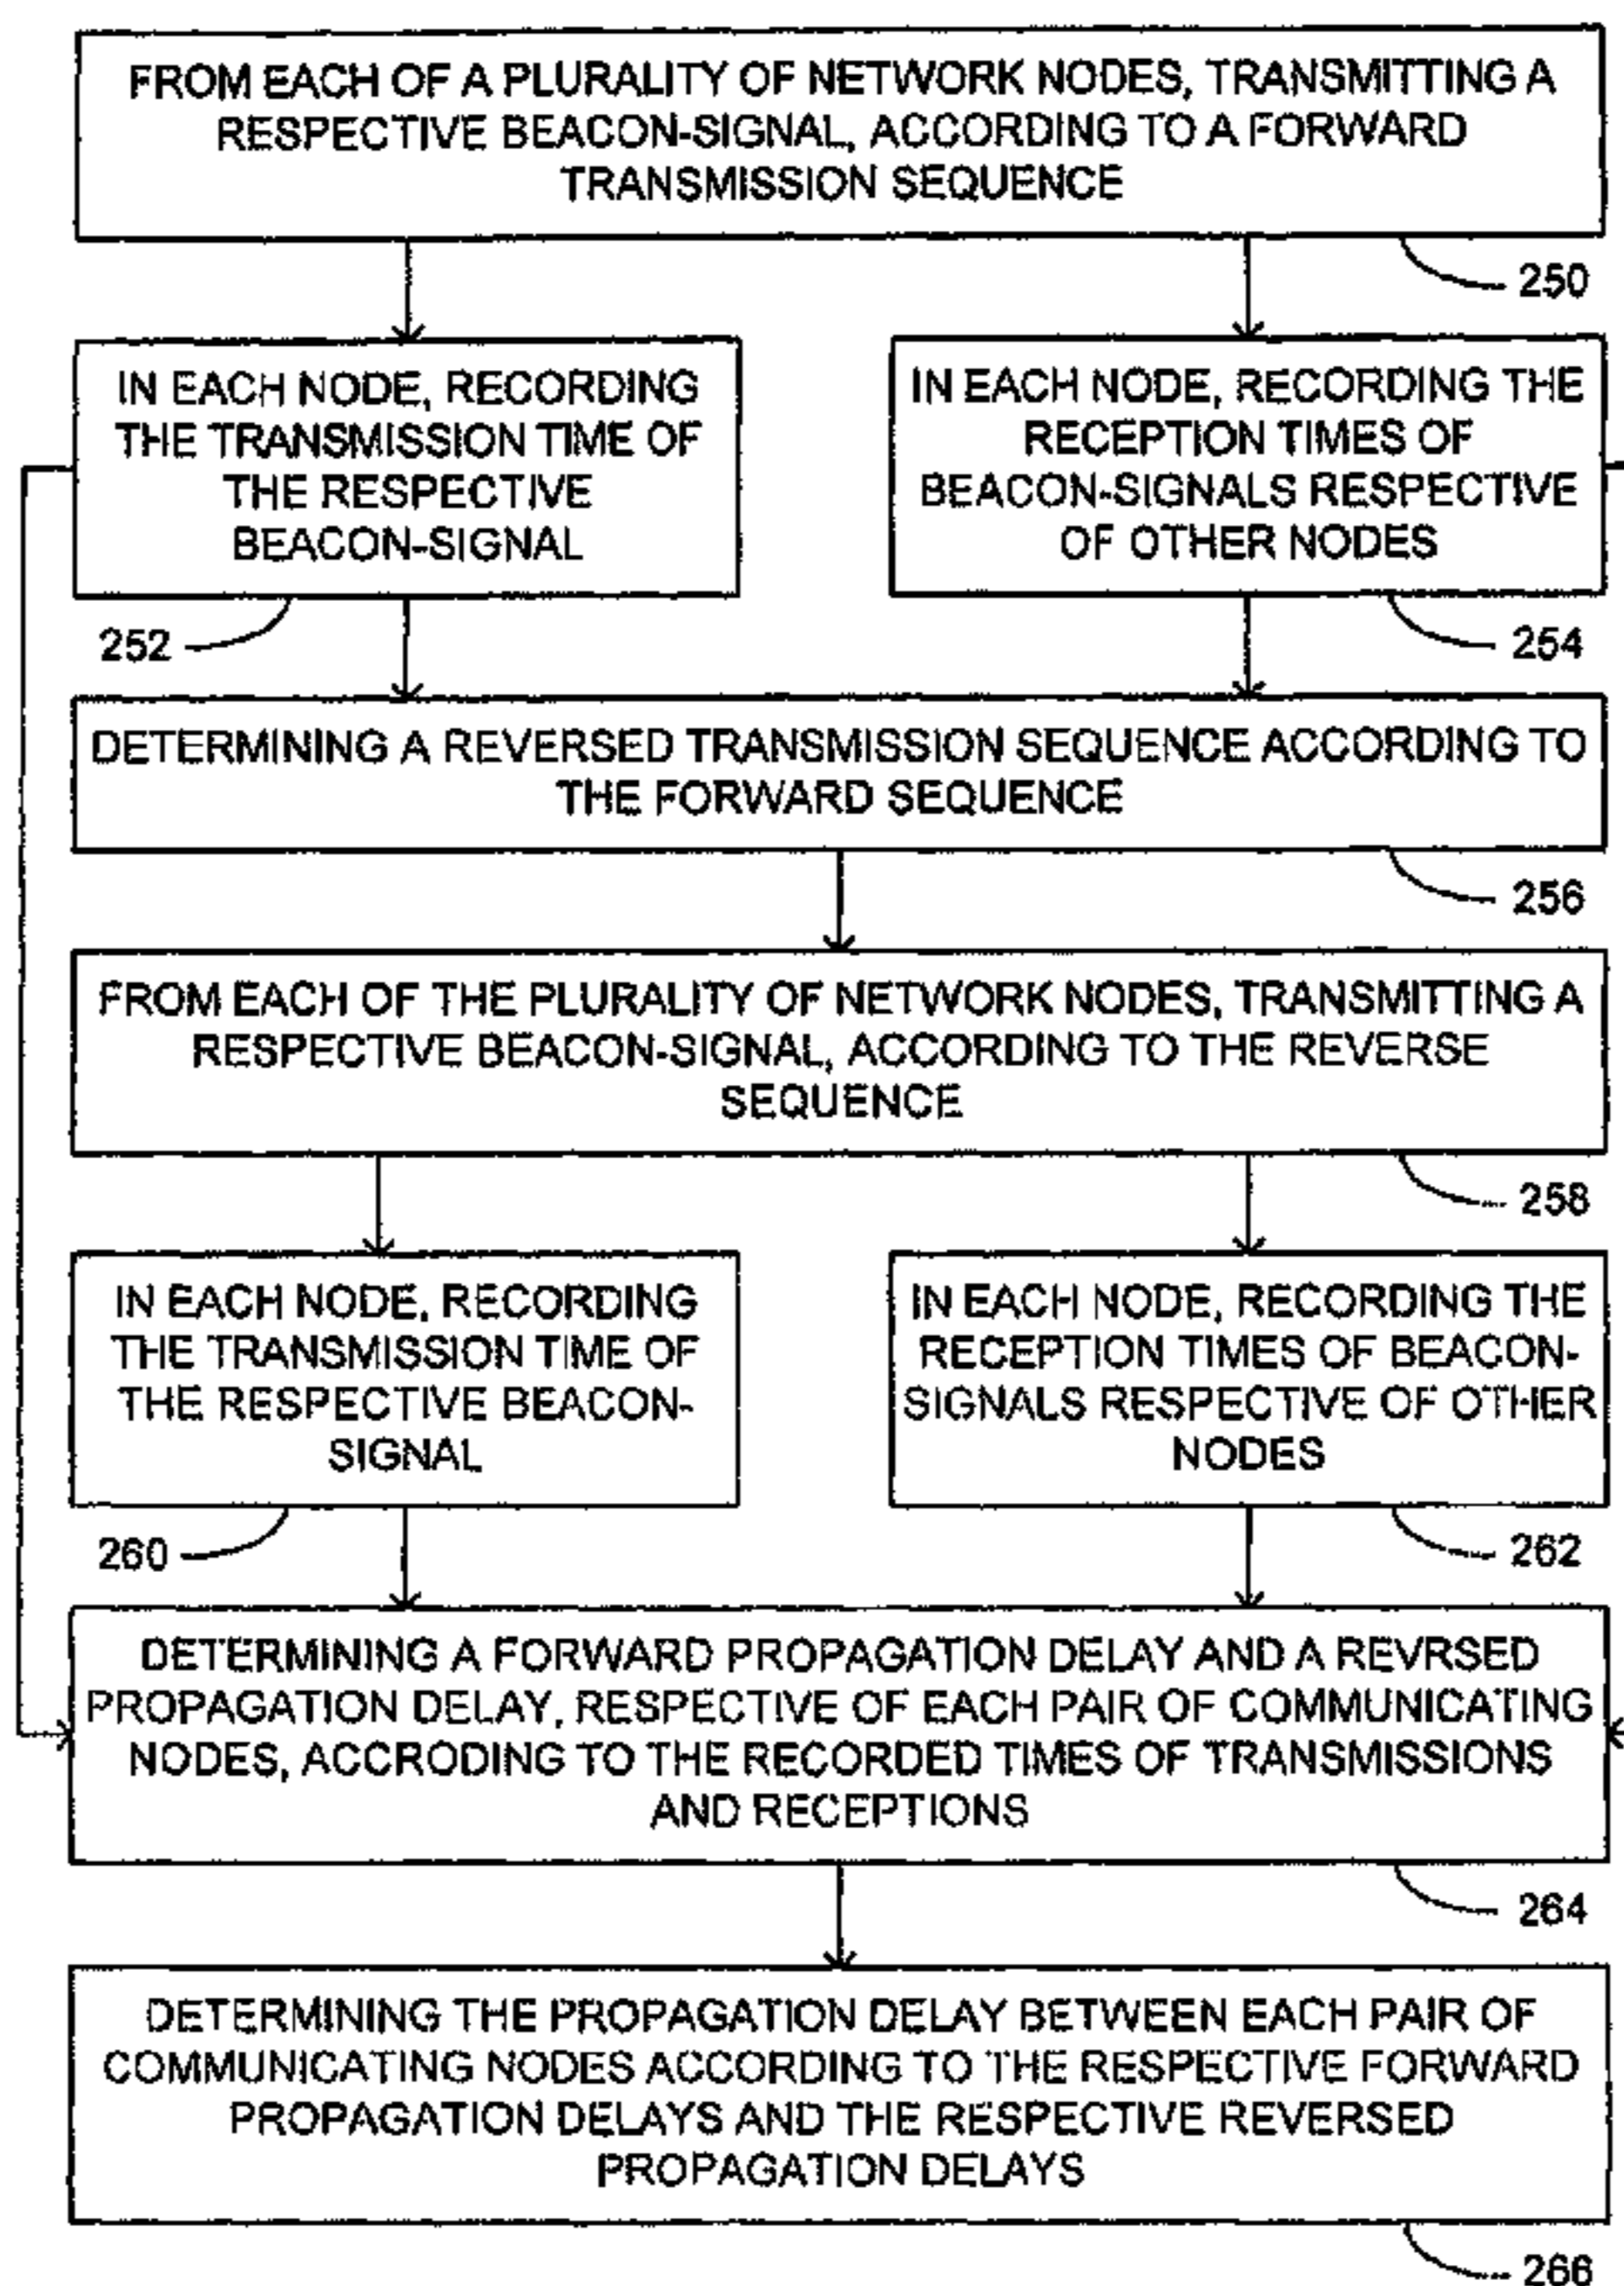 FROM EACH OF A PLURALITY OF NETWORK NODES, TRANSMITTING A
RESPECTIVE BEACON-SIGNAL, ACCORDING TO A FORWARD
TRANSMISSION SEQUENCE
250
IN EACH NODE, RECORDING
THE TRANSMISSION TIME OF
THE RESPECTIVE
BEACON-SIGNAL
252
IN EACH NODE, RECORDING THE
RECEPTION TIMES OF
BEACON-SIGNALS RESPECTIVE
OF OTHER NODES
254
DETERMINING A REVERSED TRANSMISSION SEQUENCE ACCORDING TO
THE FORWARD SEQUENCE
256
FROM EACH OF THE PLURALITY OF NETWORK NODES, TRANSMITTING A
RESPECTIVE BEACON-SIGNAL, ACCORDING TO THE REVERSE
SEQUENCE
258
IN EACH NODE, RECORDING
THE TRANSMISSION TIME OF
THE RESPECTIVE BEACON-
SIGNAL
260
IN EACH NODE, RECORDING THE
RECEPTION TIMES OF BEACON-
SIGNALS RESPECTIVE OF OTHER
NODES
262
DETERMINING A FORWARD PROPAGATION DELAY AND A REVRSED
PROPAGATION DELAY, RESPECTIVE OF EACH PAIR OF COMMUNICATING
NODES, ACCRODING TO THE RECORDED TIMES OF TRANSMISSIONS
AND RECEPTIONS
264
DETERMINING THE PROPAGATION DELAY BETWEEN EACH PAIR OF
COMMUNICATING NODES ACCORDING TO THE RESPECTIVE FORWARD
PROPAGATION DELAYS AND THE RESPECTIVE REVERSED
PROPAGATION DELAYS
266